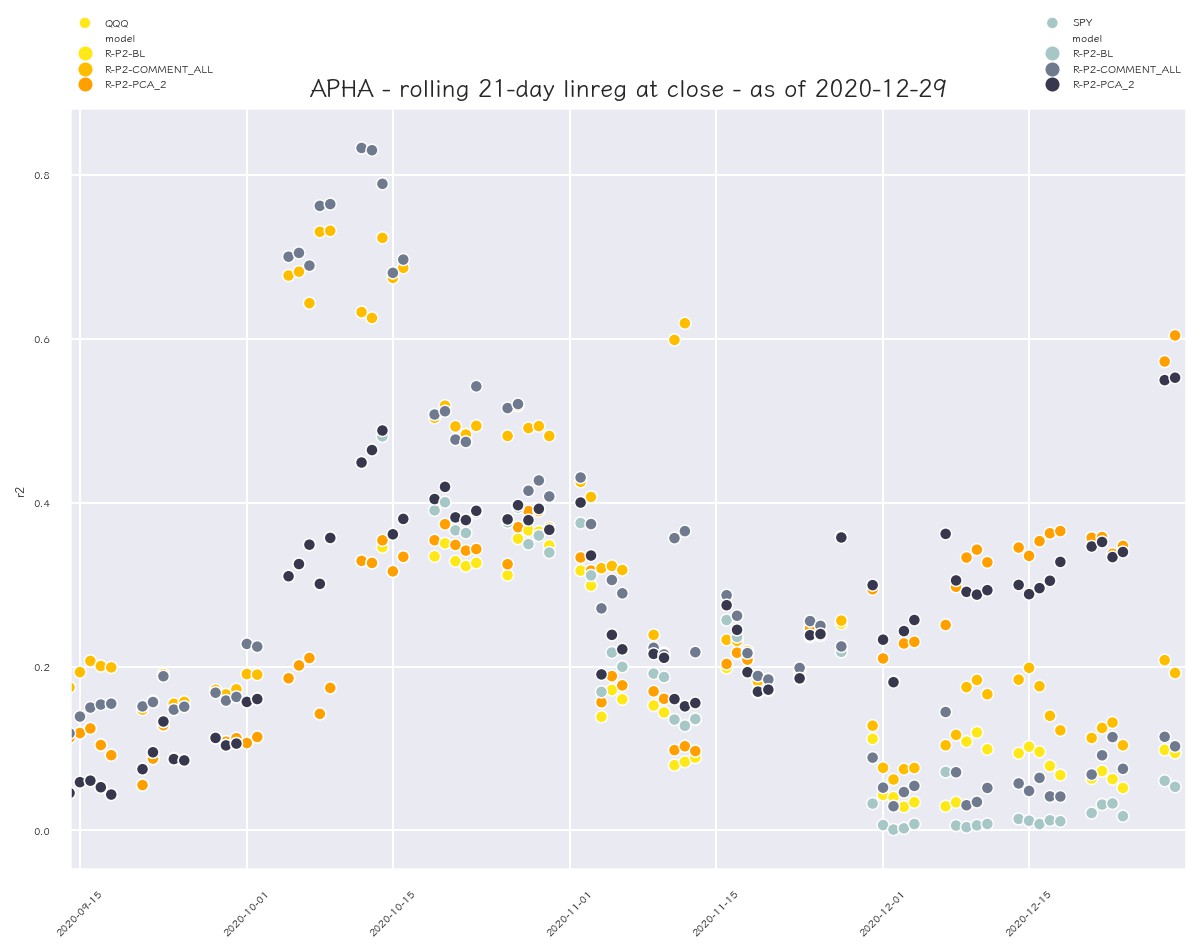 QQQ
model
R-P2-BL
R-P2-COMMENT_ALL
R-P2-PCA_2
SPY
model
R-P2-BL
R-P2-COMMENT_ALL
R-P2-PCA_2
APHA - rolling 21-day linreg at close - as of 2020-12-29
0.8
0.6
0.4
0.2
0.0
r2
2020-09-15
2020-10-01
2020-10-15
2020-11-01
2020-11-15
2020-12-01
2020-12-15